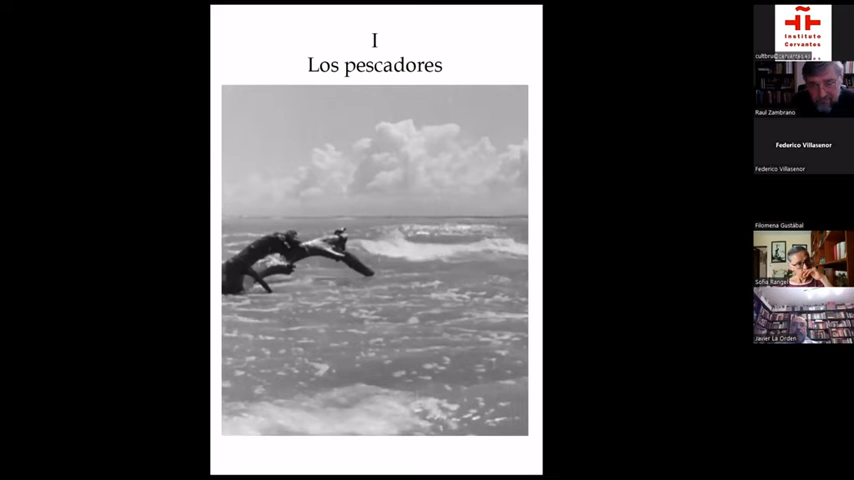 I
Los pescadores
Instituto
Cervantes
Raul Zambrano
Federico Villasenor
Federico Villasenor
Filomena Gustábal
Sofia Rangel
Javier La Orden